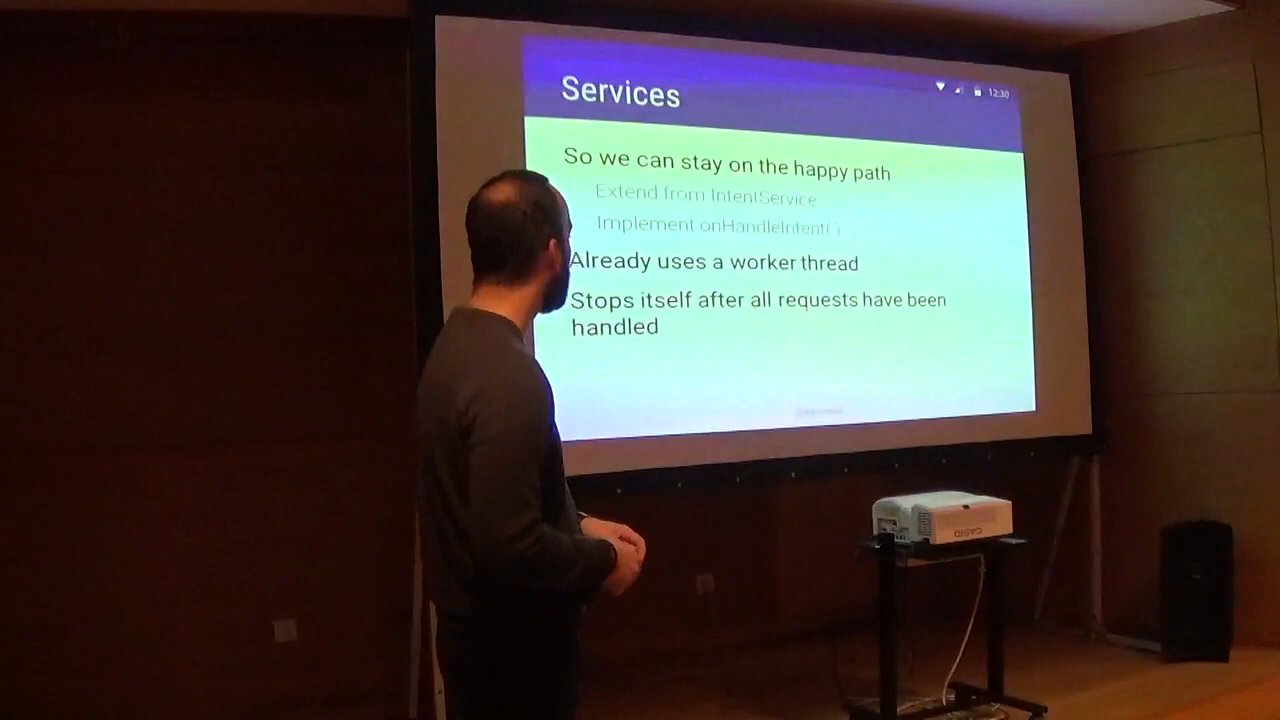 Services
12:30
So we can stay on the happy path
Extend from IntentService
Implement onHandleIntent()
Already uses a worker thread
Stops itself after all requests have been
handled
CASIO